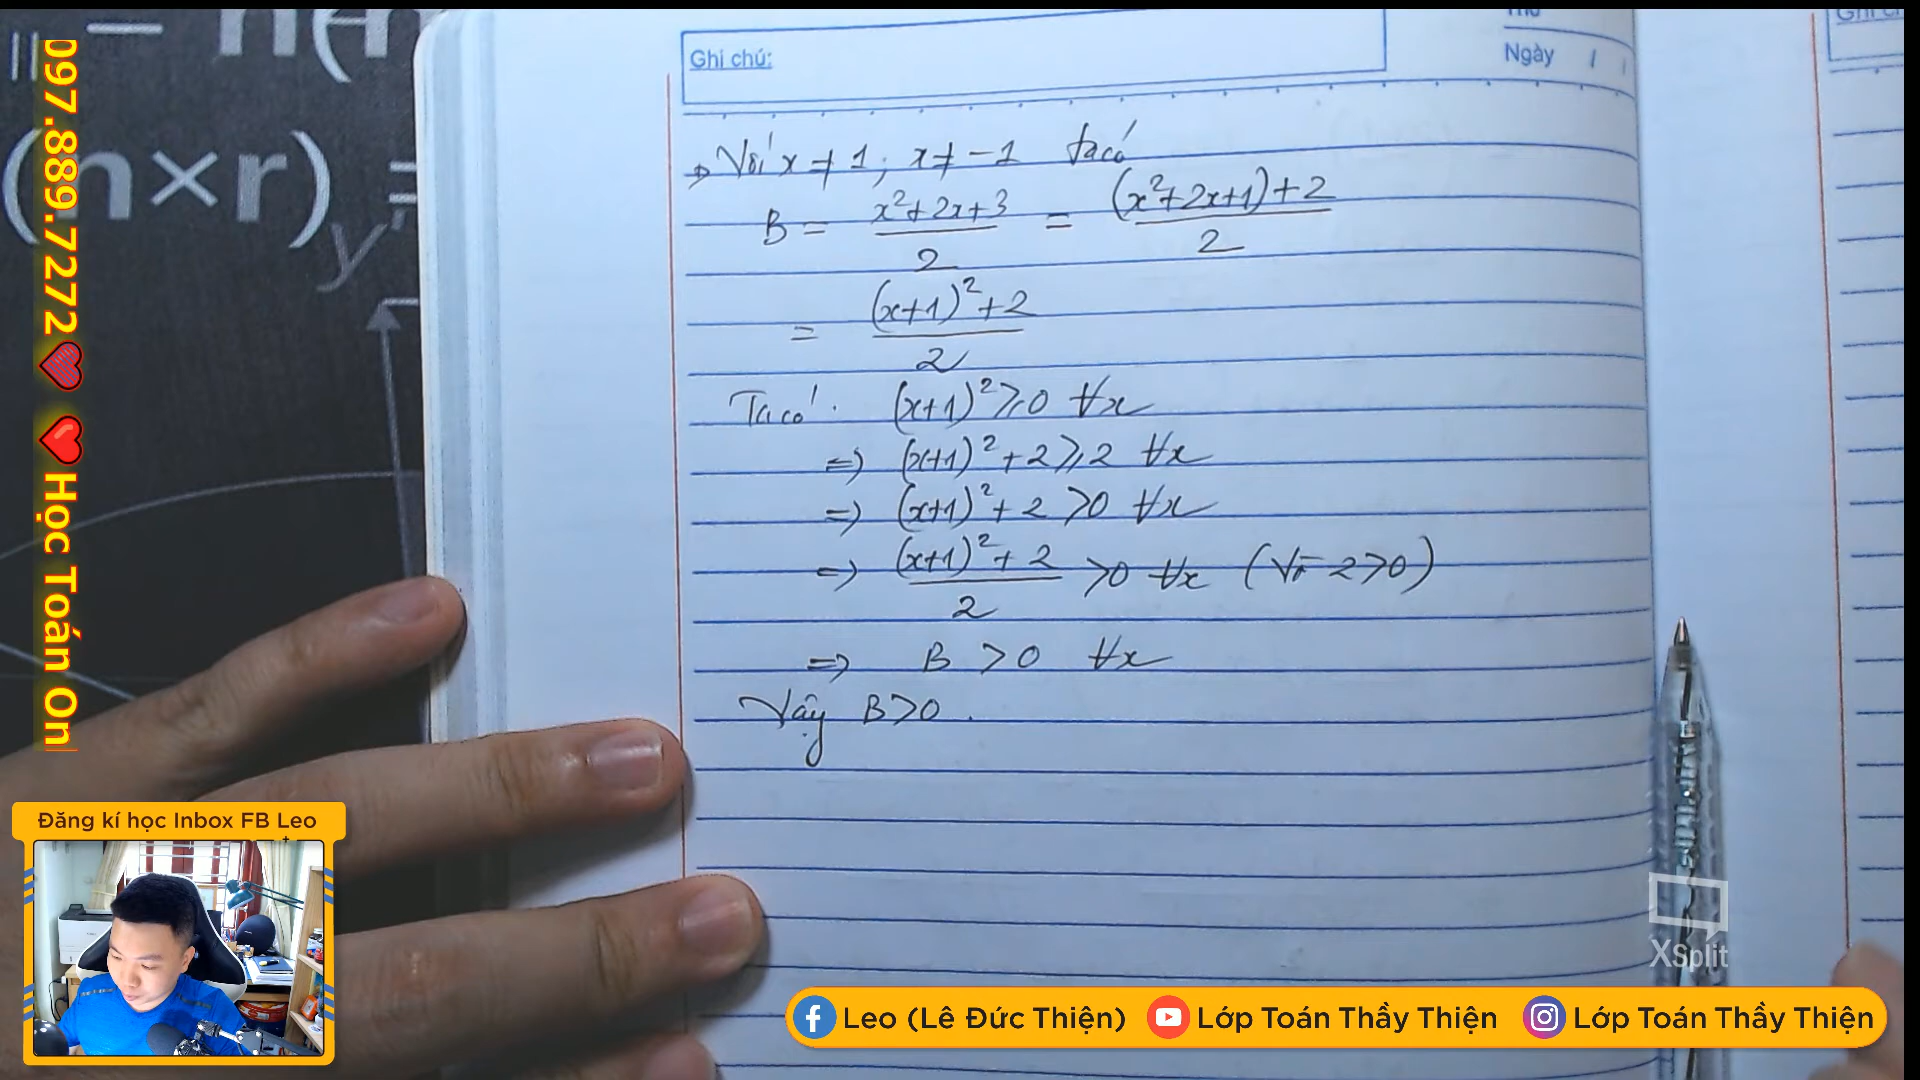 Ghi chú:
Ngày / /
=> Với x ≠ 1; x ≠ -1 ta có
B = (x²+2x+3)/2 = ((x²+2x+1)+2)/2
= ((x+1)²+2)/2
Ta có: (x+1)² ≥ 0 ∀x
=> (x+1)² + 2 ≥ 2 ∀x
=> (x+1)² + 2 > 0 ∀x
=> ((x+1)² + 2)/2 > 0 ∀x (Vì 2 > 0)
=> B > 0 ∀x
Vậy B > 0.
097.889.7272 ♥ ♥ Học Toán On
(n×r) =
y
Đăng kí học Inbox FB Leo
XSplit
Leo (Lê Đức Thiện) Lớp Toán Thầy Thiện Lớp Toán Thầy Thiện